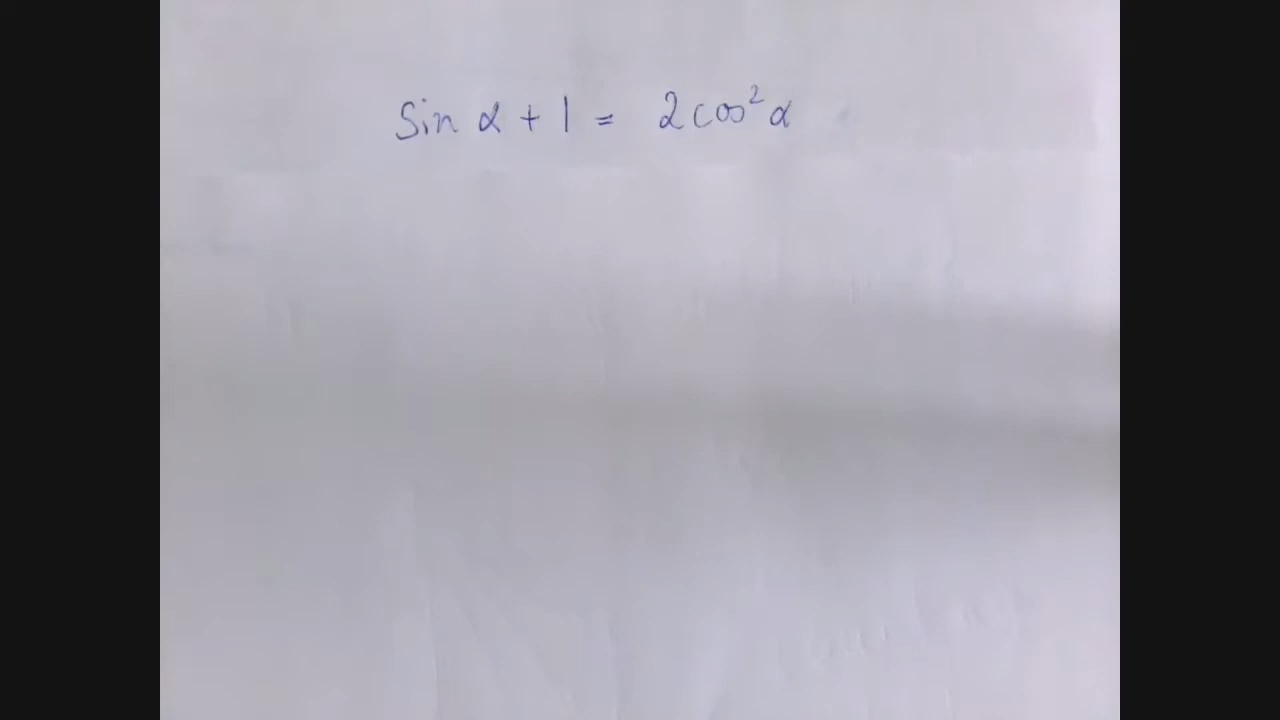 Sin α + 1 = 2cos²α